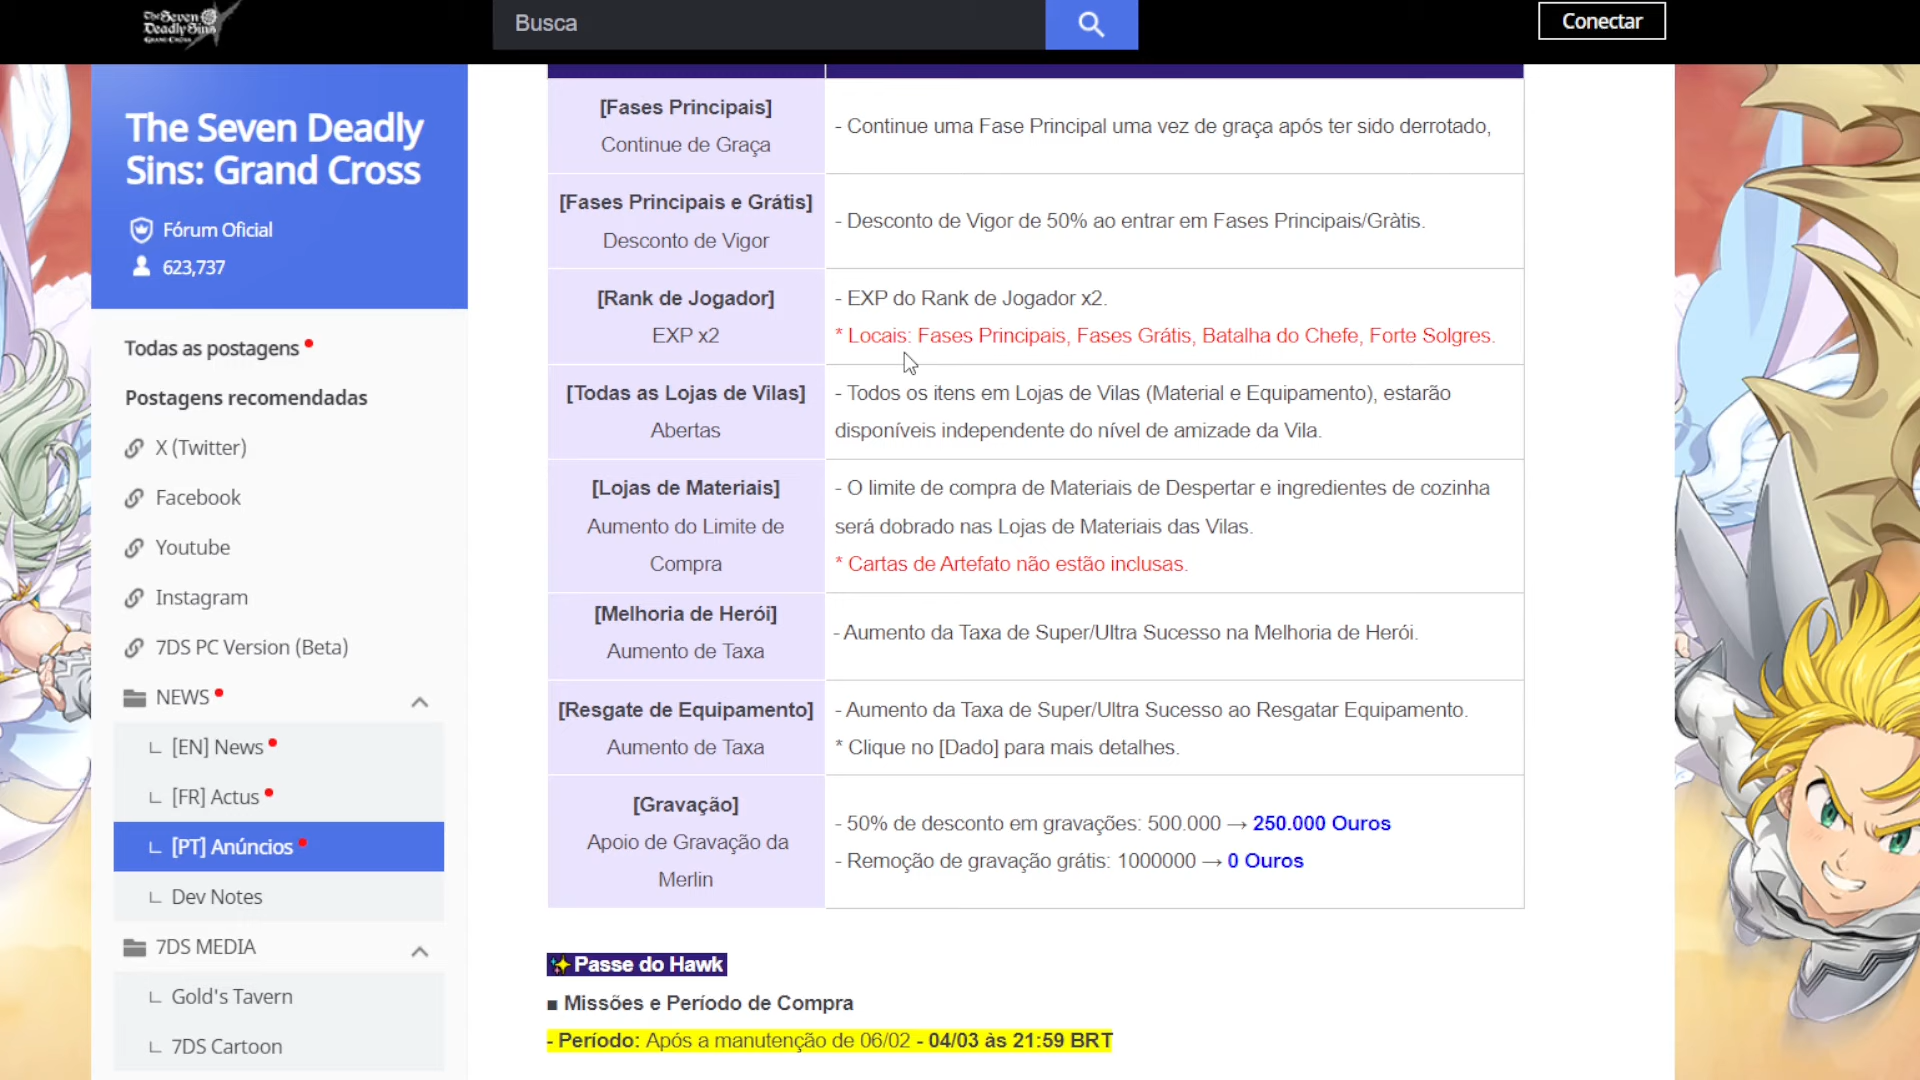 The Seven
Deadly Sins
GRAND CROSS
Busca
Conectar
The Seven Deadly
Sins: Grand Cross
Fórum Oficial
623,737
Todas as postagens
Postagens recomendadas
X (Twitter)
Facebook
Youtube
Instagram
7DS PC Version (Beta)
NEWS
[EN] News
[FR] Actus
[PT] Anúncios
Dev Notes
7DS MEDIA
Gold's Tavern
7DS Cartoon
[Fases Principais]
Continue de Graça
- Continue uma Fase Principal uma vez de graça após ter sido derrotado,
[Fases Principais e Grátis]
Desconto de Vigor
- Desconto de Vigor de 50% ao entrar em Fases Principais/Gràtis.
[Rank de Jogador]
EXP x2
- EXP do Rank de Jogador x2.
* Locais: Fases Principais, Fases Grátis, Batalha do Chefe, Forte Solgres.
[Todas as Lojas de Vilas]
Abertas
- Todos os itens em Lojas de Vilas (Material e Equipamento), estarão
disponíveis independente do nível de amizade da Vila.
[Lojas de Materiais]
Aumento do Limite de
Compra
- O limite de compra de Materiais de Despertar e ingredientes de cozinha
será dobrado nas Lojas de Materiais das Vilas.
* Cartas de Artefato não estão inclusas.
[Melhoria de Herói]
Aumento de Taxa
- Aumento da Taxa de Super/Ultra Sucesso na Melhoria de Herói.
[Resgate de Equipamento]
Aumento de Taxa
- Aumento da Taxa de Super/Ultra Sucesso ao Resgatar Equipamento.
* Clique no [Dado] para mais detalhes.
[Gravação]
Apoio de Gravação da
Merlin
- 50% de desconto em gravações: 500.000 → 250.000 Ouros
- Remoção de gravação grátis: 1000000 → 0 Ouros
✨Passe do Hawk
■ Missões e Período de Compra
- Período: Após a manutenção de 06/02 - 04/03 às 21:59 BRT